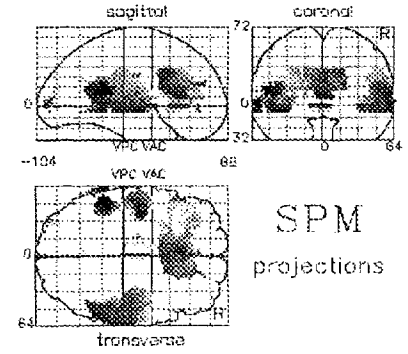 sagittal
coronal
72
R
0
0
32
VPC VAC
0
64
-104
68
VPC VAC
SPM
projections
0
64
R
transverse